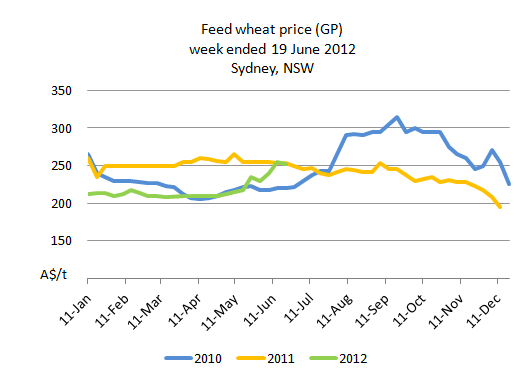 Feed wheat price (GP)
week ended 19 June 2012
Sydney, NSW
350
300
250
200
150
A$/t
11-Jan
11-Feb
11-Mar
11-Apr
11-May
11-Jun
11-Jul
11-Aug
11-Sep
11-Oct
11-Nov
11-Dec
2010
2011
2012